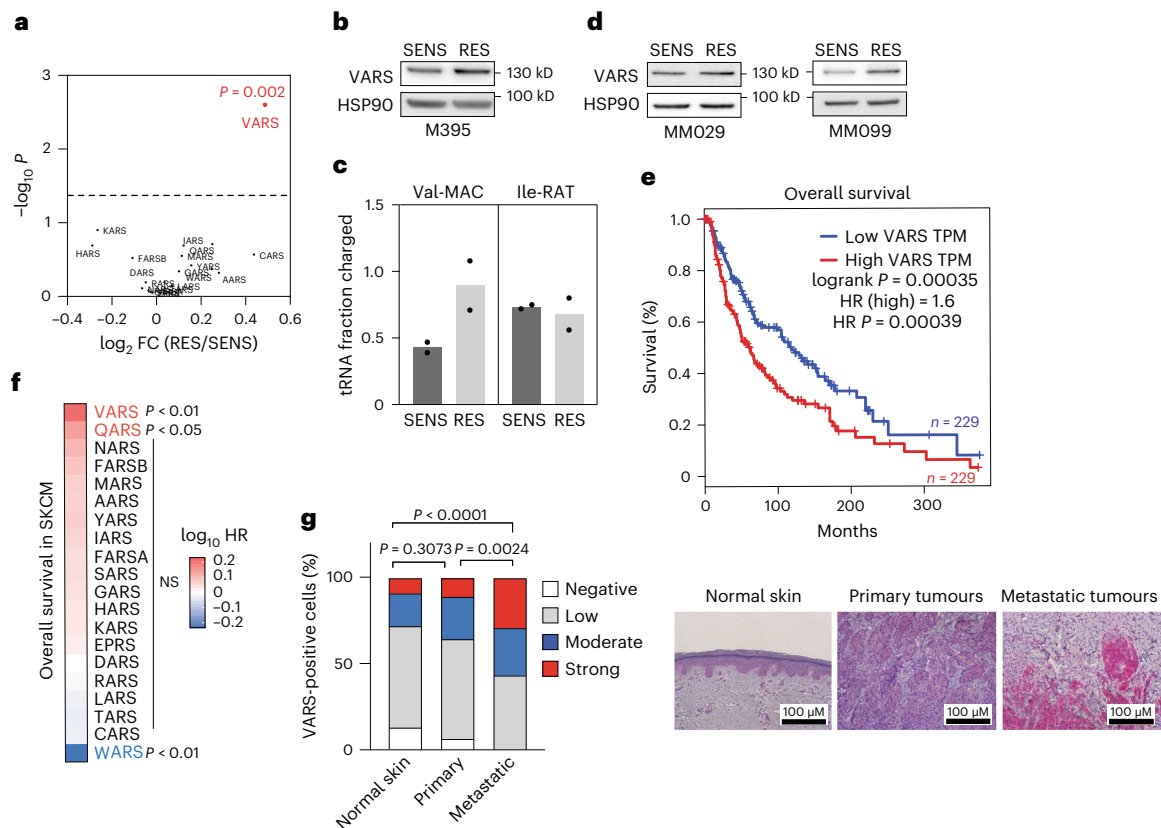 a
3
2
1
0
−log10 P
P = 0.002
VARS
KARS
HARS
FARSB
DARS
IARS
QARS
MARS
YARS
GARS
WARS
AARS
CARS
RARS
LARS
−0.4 −0.2 0 0.2 0.4 0.6
log2 FC (RES/SENS)
b
SENS RES
VARS
130 kD
HSP90
100 kD
M395
c
Val-MAC Ile-RAT
1.5
1.0
0.5
0
tRNA fraction charged
SENS RES SENS RES
d
SENS RES SENS RES
VARS
130 kD
HSP90
100 kD
MM029 MM099
e
Overall survival
1.0
0.8
0.6
0.4
0.2
0
Survival (%)
Low VARS TPM
High VARS TPM
logrank P = 0.00035
HR (high) = 1.6
HR P = 0.00039
n = 229
n = 229
0 100 200 300
Months
f
Overall survival in SKCM
VARS P < 0.01
QARS P < 0.05
NARS
FARSB
MARS
AARS
YARS
IARS
FARSA
SARS
GARS
HARS
KARS
EPRS
DARS
RARS
LARS
TARS
CARS
WARS P < 0.01
NS
log10 HR
0.2
0.1
0
−0.1
−0.2
g
P < 0.0001
P = 0.3073 P = 0.0024
100
50
0
VARS-positive cells (%)
Normal skin
Primary
Metastatic
Negative
Low
Moderate
Strong
Normal skin Primary tumours Metastatic tumours
100 µM 100 µM 100 µM